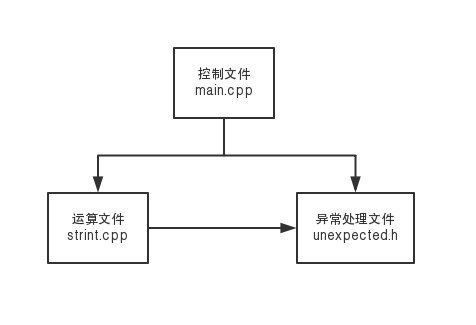 控制文件
main.cpp
运算文件
strint.cpp
异常处理文件
unexpected.h